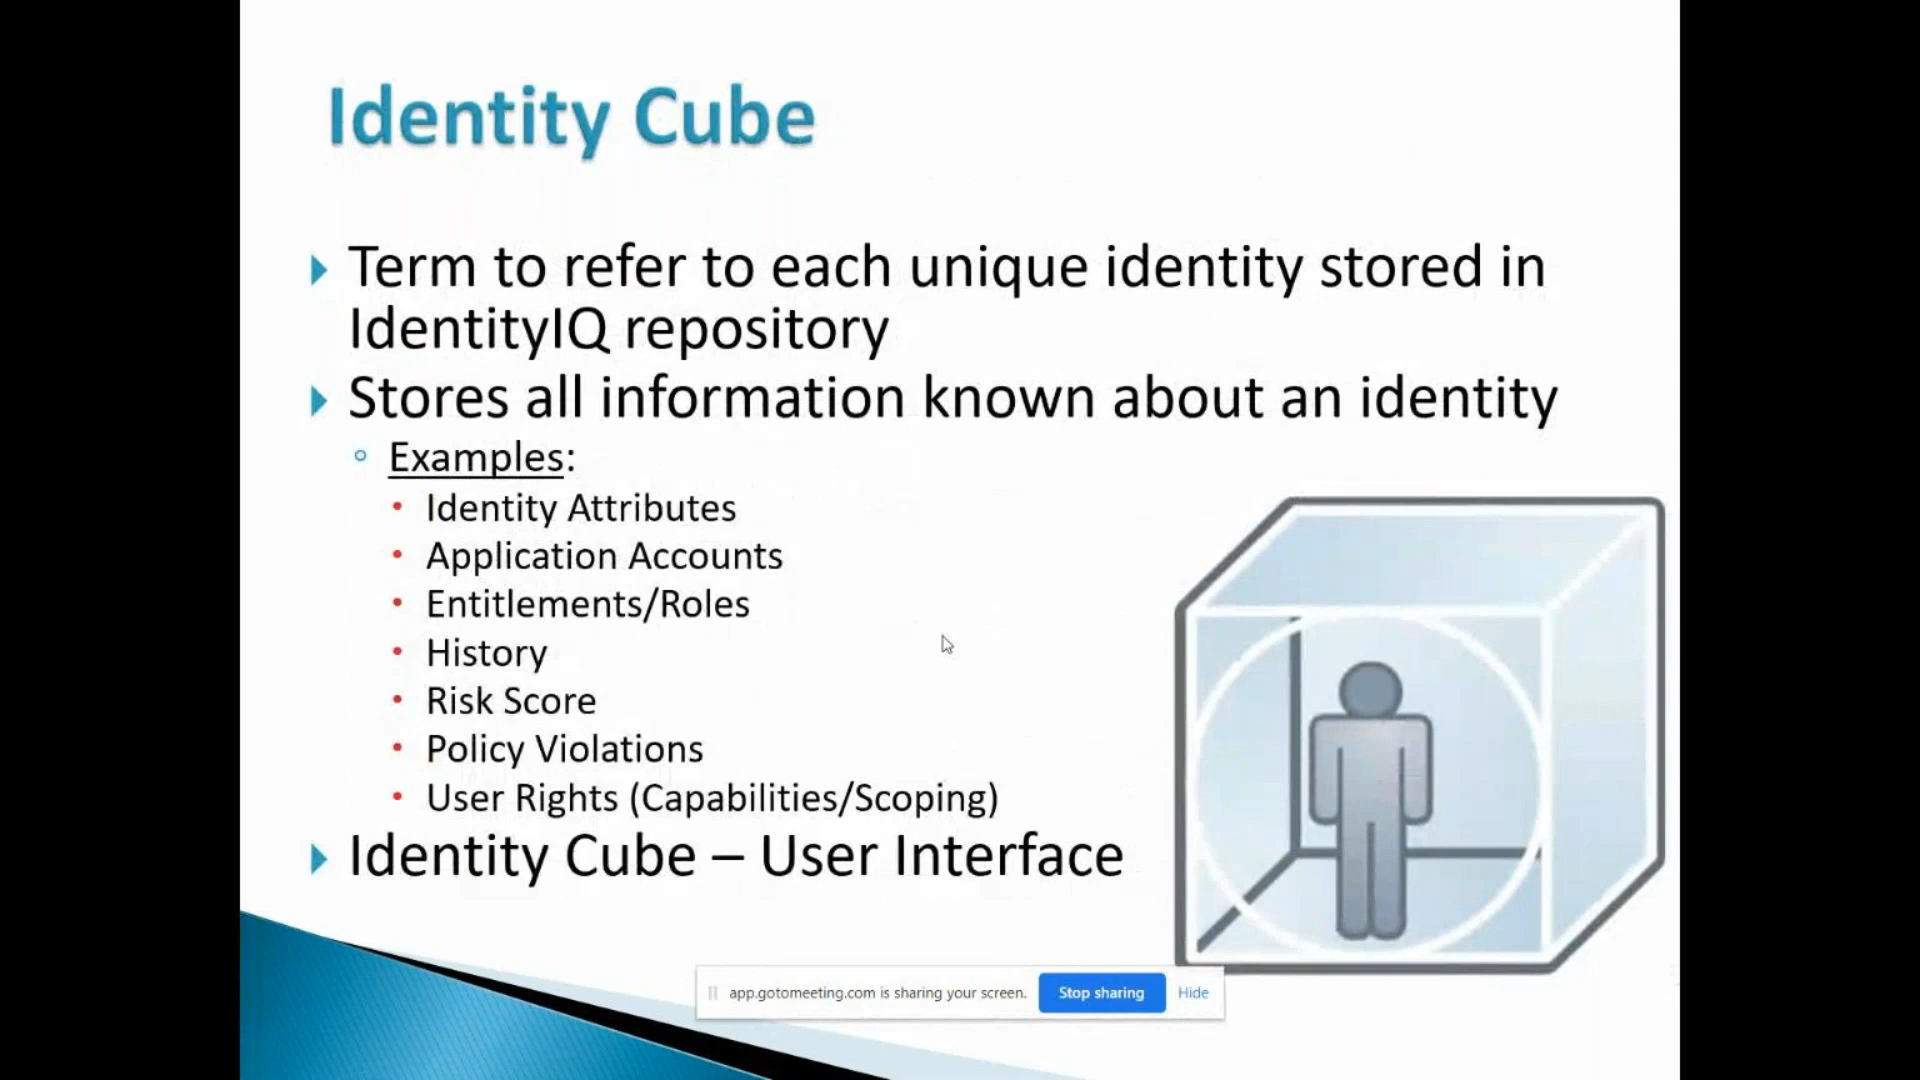 Identity Cube
Term to refer to each unique identity stored in
IdentityIQ repository
Stores all information known about an identity
Examples:
Identity Attributes
Application Accounts
Entitlements/Roles
History
Risk Score
Policy Violations
User Rights (Capabilities/Scoping)
Identity Cube – User Interface
app.gotomeeting.com is sharing your screen. Stop sharing Hide